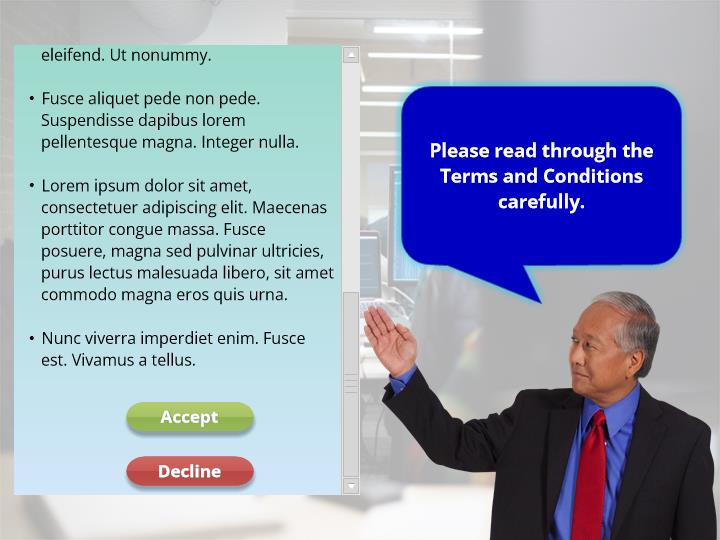 eleifend. Ut nonummy.
• Fusce aliquet pede non pede.
Suspendisse dapibus lorem
pellentesque magna. Integer nulla.
• Lorem ipsum dolor sit amet,
consectetuer adipiscing elit. Maecenas
porttitor congue massa. Fusce
posuere, magna sed pulvinar ultricies,
purus lectus malesuada libero, sit amet
commodo magna eros quis urna.
• Nunc viverra imperdiet enim. Fusce
est. Vivamus a tellus.
Accept
Decline
Please read through the
Terms and Conditions
carefully.